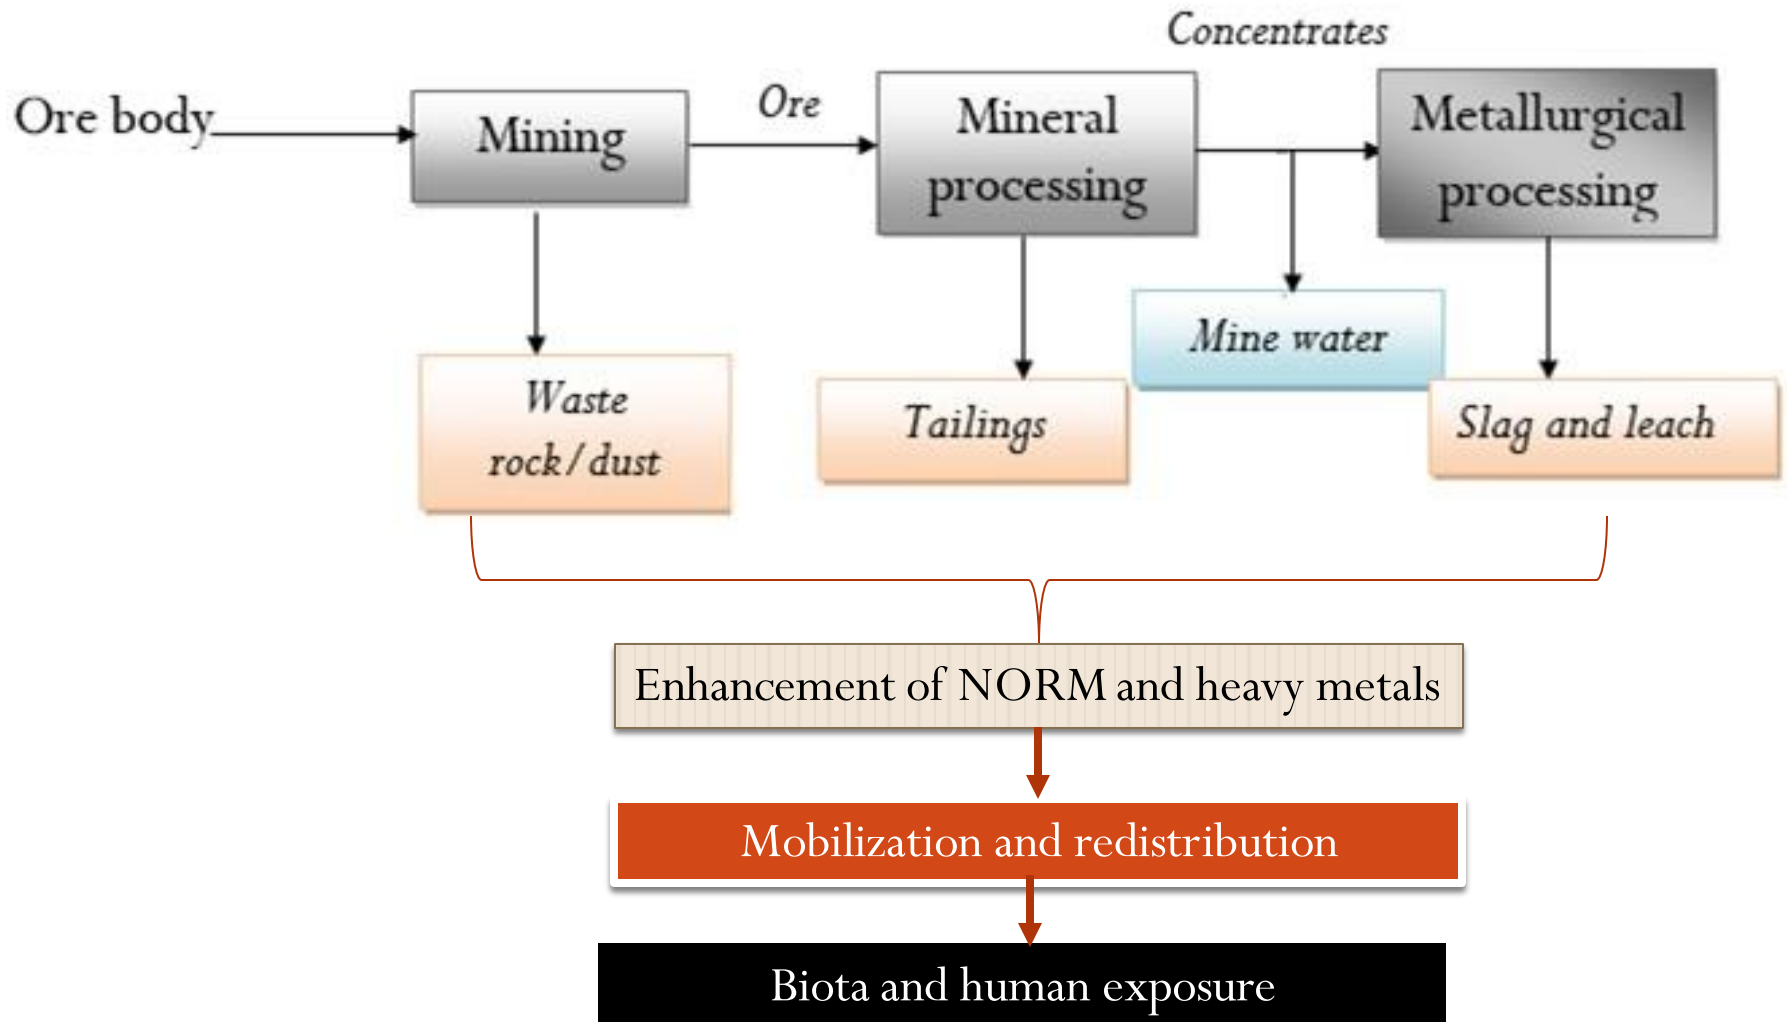 Concentrates
Ore body
Mining
Ore
Mineral
processing
Metallurgical
processing
Mine water
Waste
rock/dust
Tailings
Slag and leach
Enhancement of NORM and heavy metals
Mobilization and redistribution
Biota and human exposure